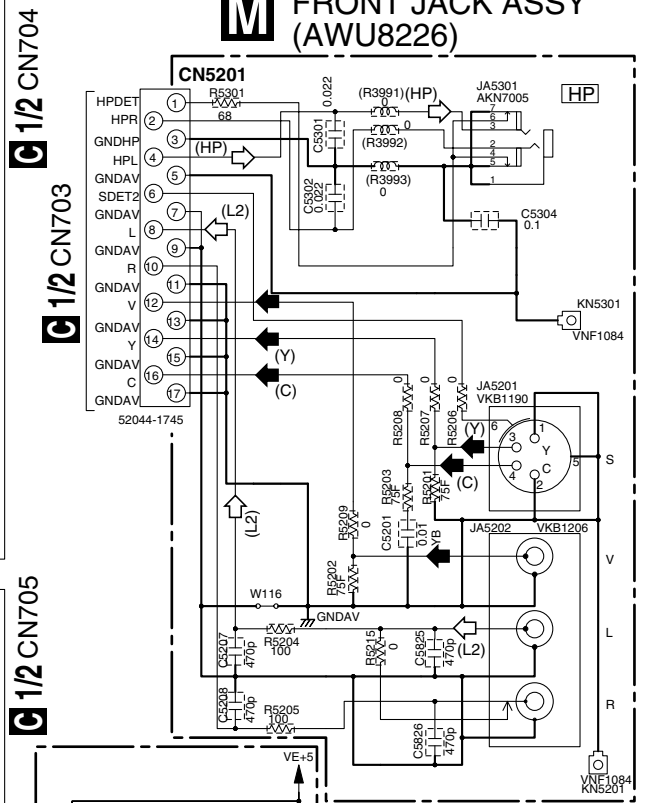 M FRONT JACK ASSY
(AWU8226)
C 1/2 CN704
C 1/2 CN703
C 1/2 CN705
CN5201
HPDET 1
HPR 2
GNDHP 3
HPL 4
GNDAV 5
SDET2 6
GNDAV 7
L 8
GNDAV 9
R 10
GNDAV 11
V 12
GNDAV 13
Y 14
GNDAV 15
C 16
GNDAV 17
52044-1745
R5301
68
(HP)
(L2)
C5301
0.022
C5302
0.022
(R3991)
0
(HP)
(R3992)
0
(R3993)
0
JA5301
AKN7005
7
6
3
2
4
5
1
HP
C5304
0.1
KN5301
VNF1084
(Y)
(C)
R5208
0
R5207
0
R5206
0
JA5201
VKB1190
6
1
3
Y
4
C
2
5
S
(Y)
(C)
R5203
75F
R5201
75F
C5201
0.01
YB
R5209
0
R5202
75F
JA5202
VKB1206
V
L
R
(L2)
W116
GNDAV
C5207
470p
R5204
100
R5215
0
C5825
470p
(L2)
C5208
470p
R5205
100
C5826
470p
VE+5
VNF1084
KN5201